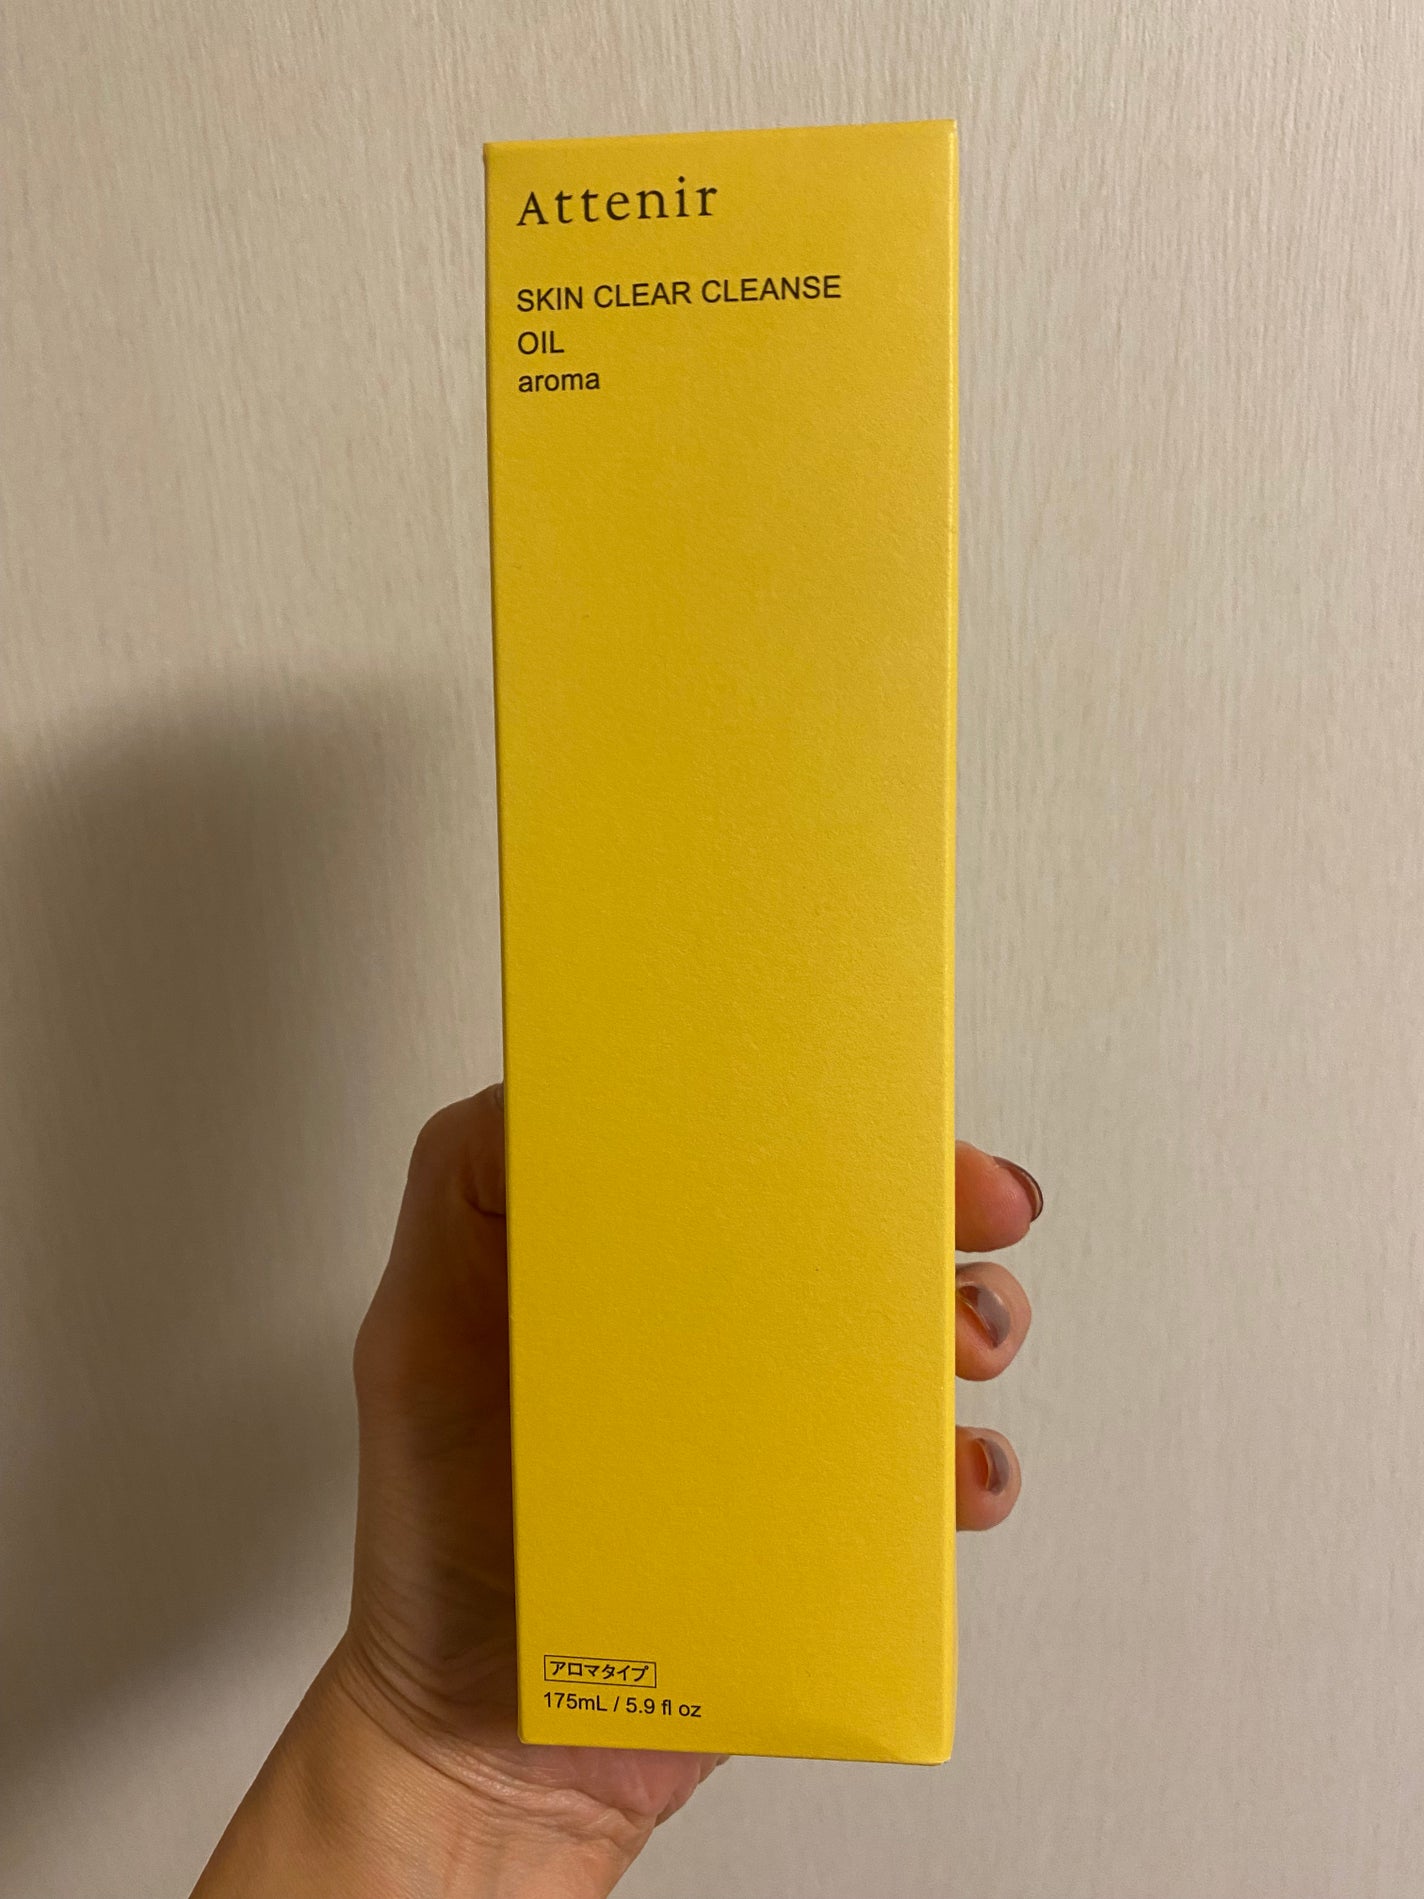 Attenir
SKIN CLEAR CLEANSE
OIL
aroma
アロマタイプ
175mL / 5.9 fl oz